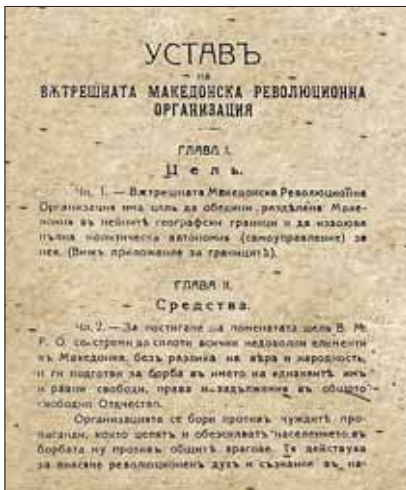 УСТАВЪ
НА
ВѪТРЕШНАТА МАКЕДОНСКА РЕВОЛЮЦИОННА
ОРГАНИЗАЦИЯ
ГЛАВА I.
Цель.
Чл. 1. — Вѫтрешната Македонска Революционна
Организация има цель да обедини разделена Маке-
дония въ нейнитѣ географски граници и да извоюва
пълна политическа автономия (самоуправление) за
нея. (Вижъ приложение за границитѣ).
ГЛАВА II.
Средства.
Чл. 2. — За постигане на поменатата цель В. М.
Р. О. се стреми да сплоти всички недоволни елементи
въ Македония, безъ разлика на вѣра и народность,
и ги подготви за борба въ името на еднаквитѣ имъ
и равни свободи, права и задължения въ общото
свободно Отечество.
Организацията се бори противъ чуждитѣ про-
паганди, които целятъ и обезсилватъ населението въ
борбата му противъ общитѣ врагове. Тя действува
за внасяне революционенъ духъ и съзнание въ на-